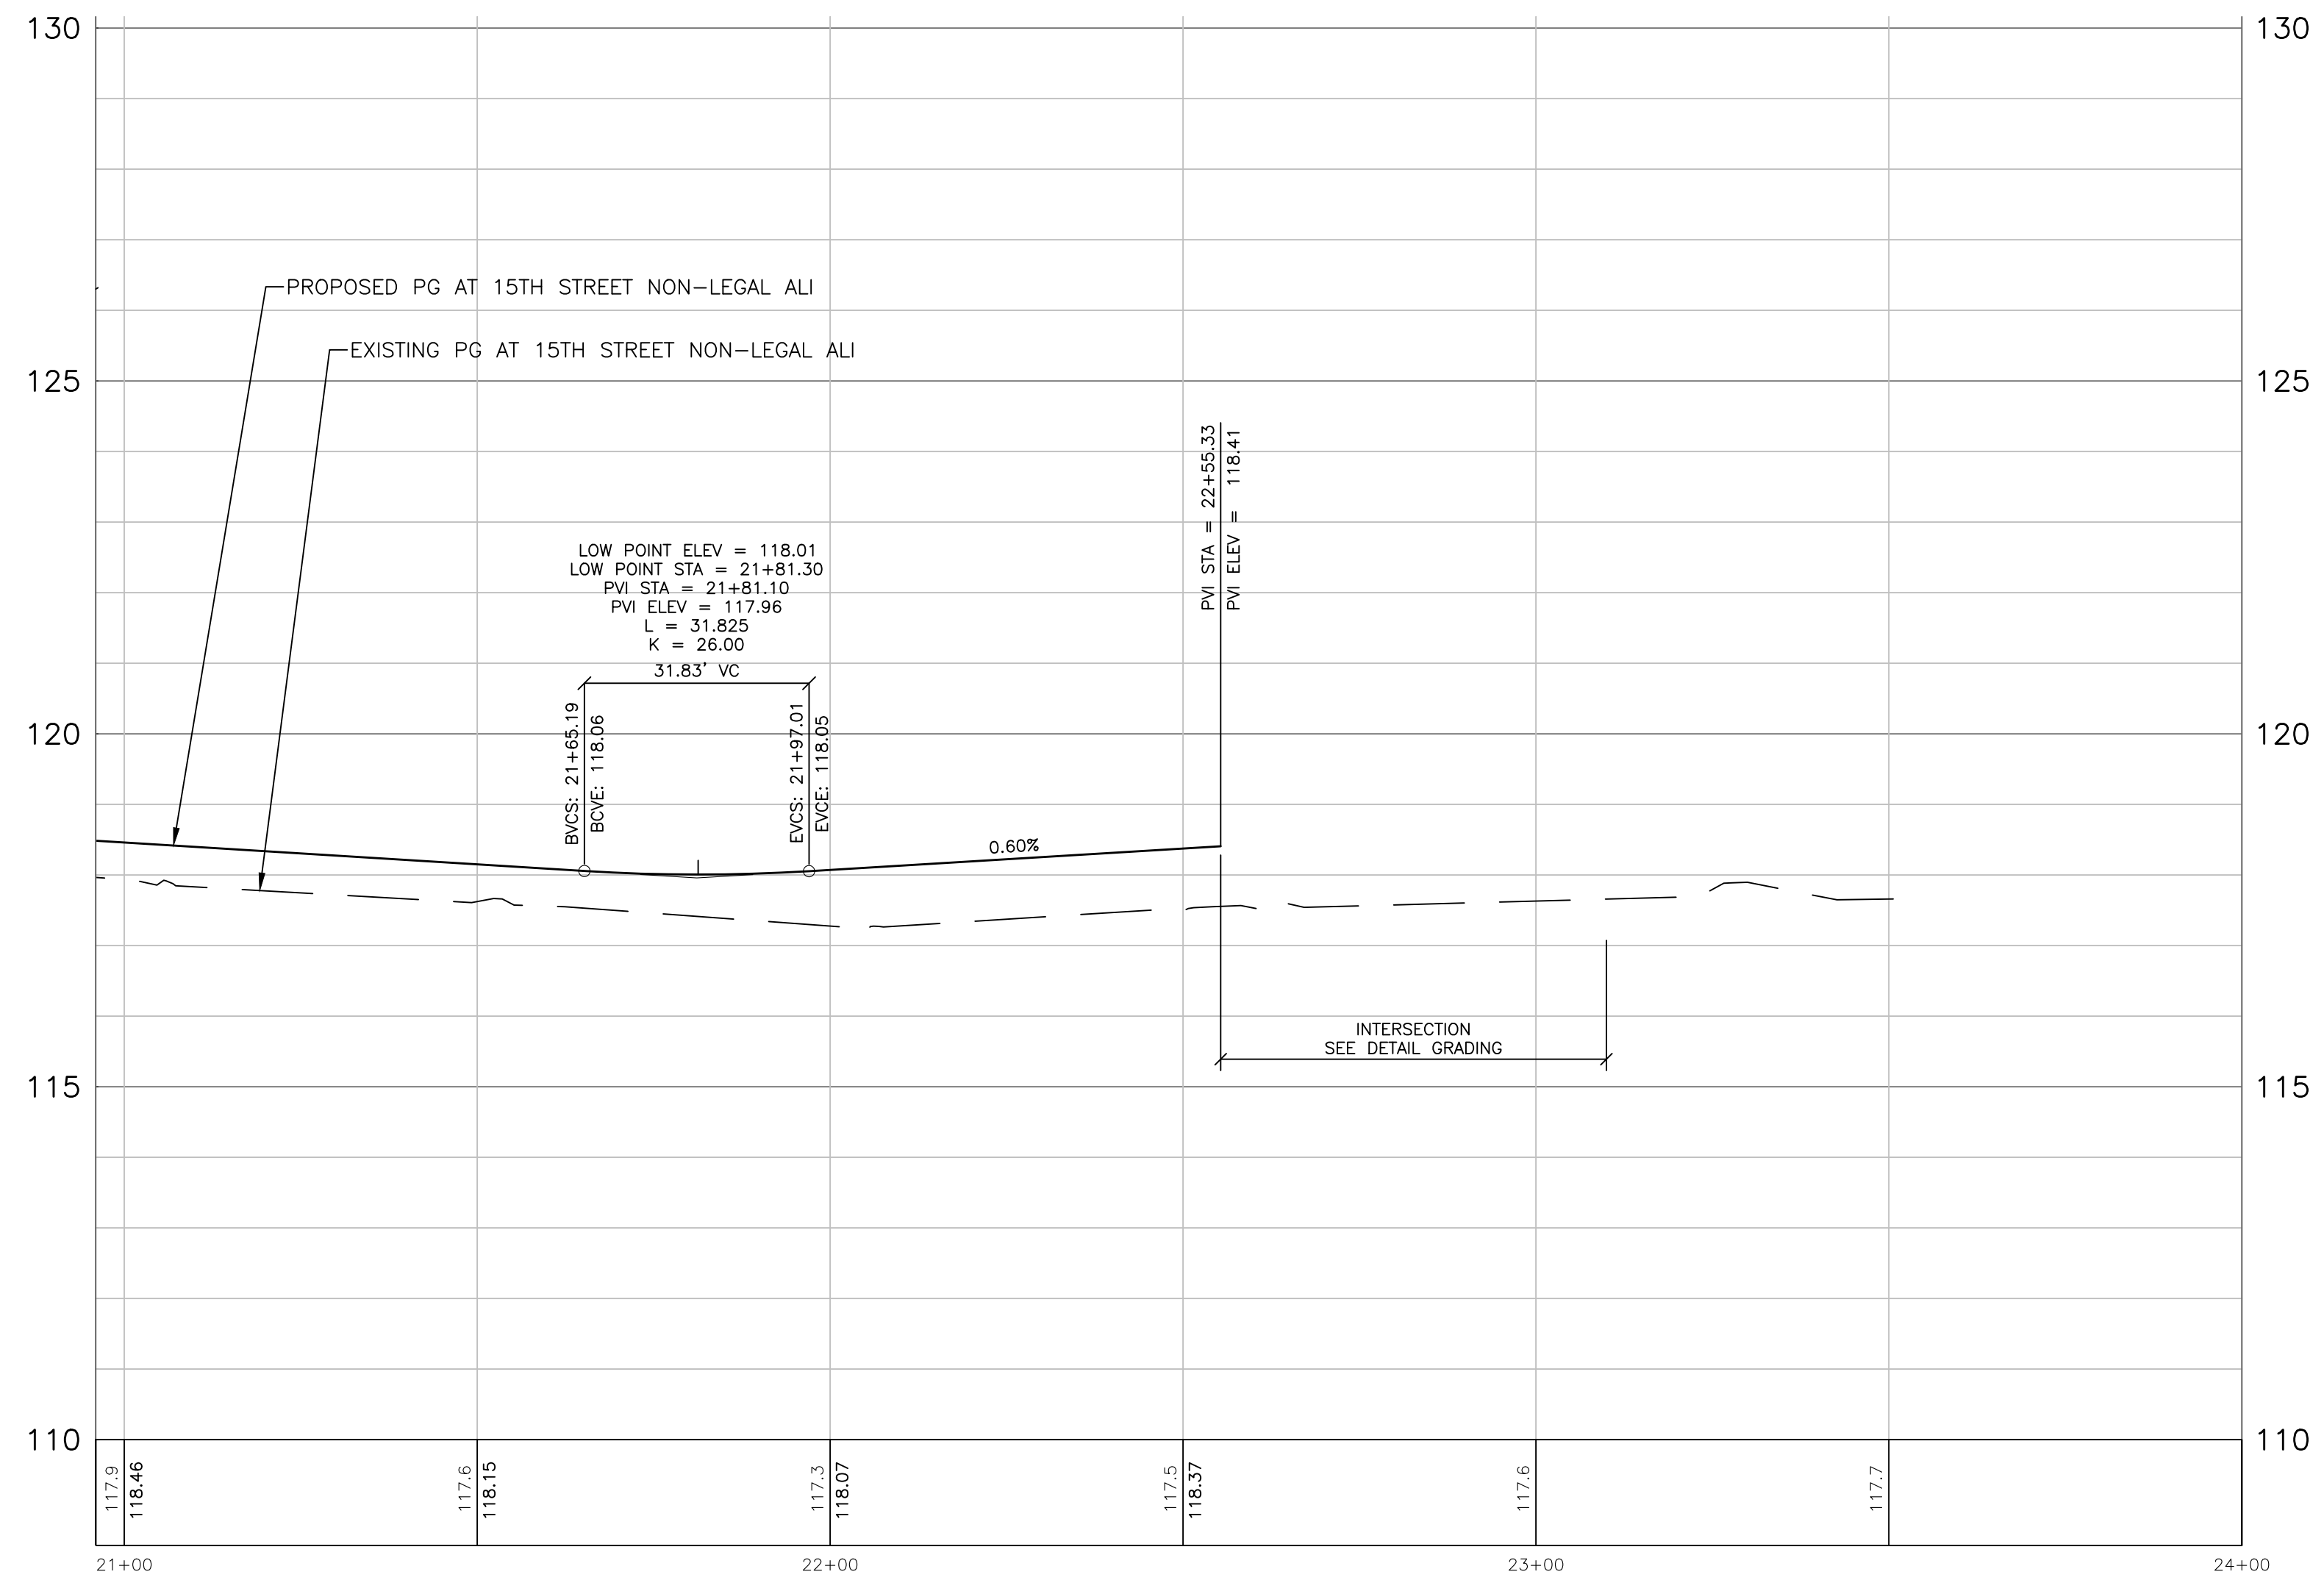 130
130
PROPOSED PG AT 15TH STREET NON-LEGAL ALI
EXISTING PG AT 15TH STREET NON-LEGAL ALI
125
125
PVI STA = 22+55.33
PVI ELEV = 118.41
LOW POINT ELEV = 118.01
LOW POINT STA = 21+81.30
PVI STA = 21+81.10
PVI ELEV = 117.96
L = 31.825
K = 26.00
31.83' VC
BVCS: 21+65.19
BCVE: 118.06
EVCS: 21+97.01
EVCE: 118.05
120
120
0.60%
INTERSECTION
SEE DETAIL GRADING
115
115
110
110
117.9
118.46
117.6
118.15
117.3
118.07
117.5
118.37
117.6
117.7
21+00
22+00
23+00
24+00